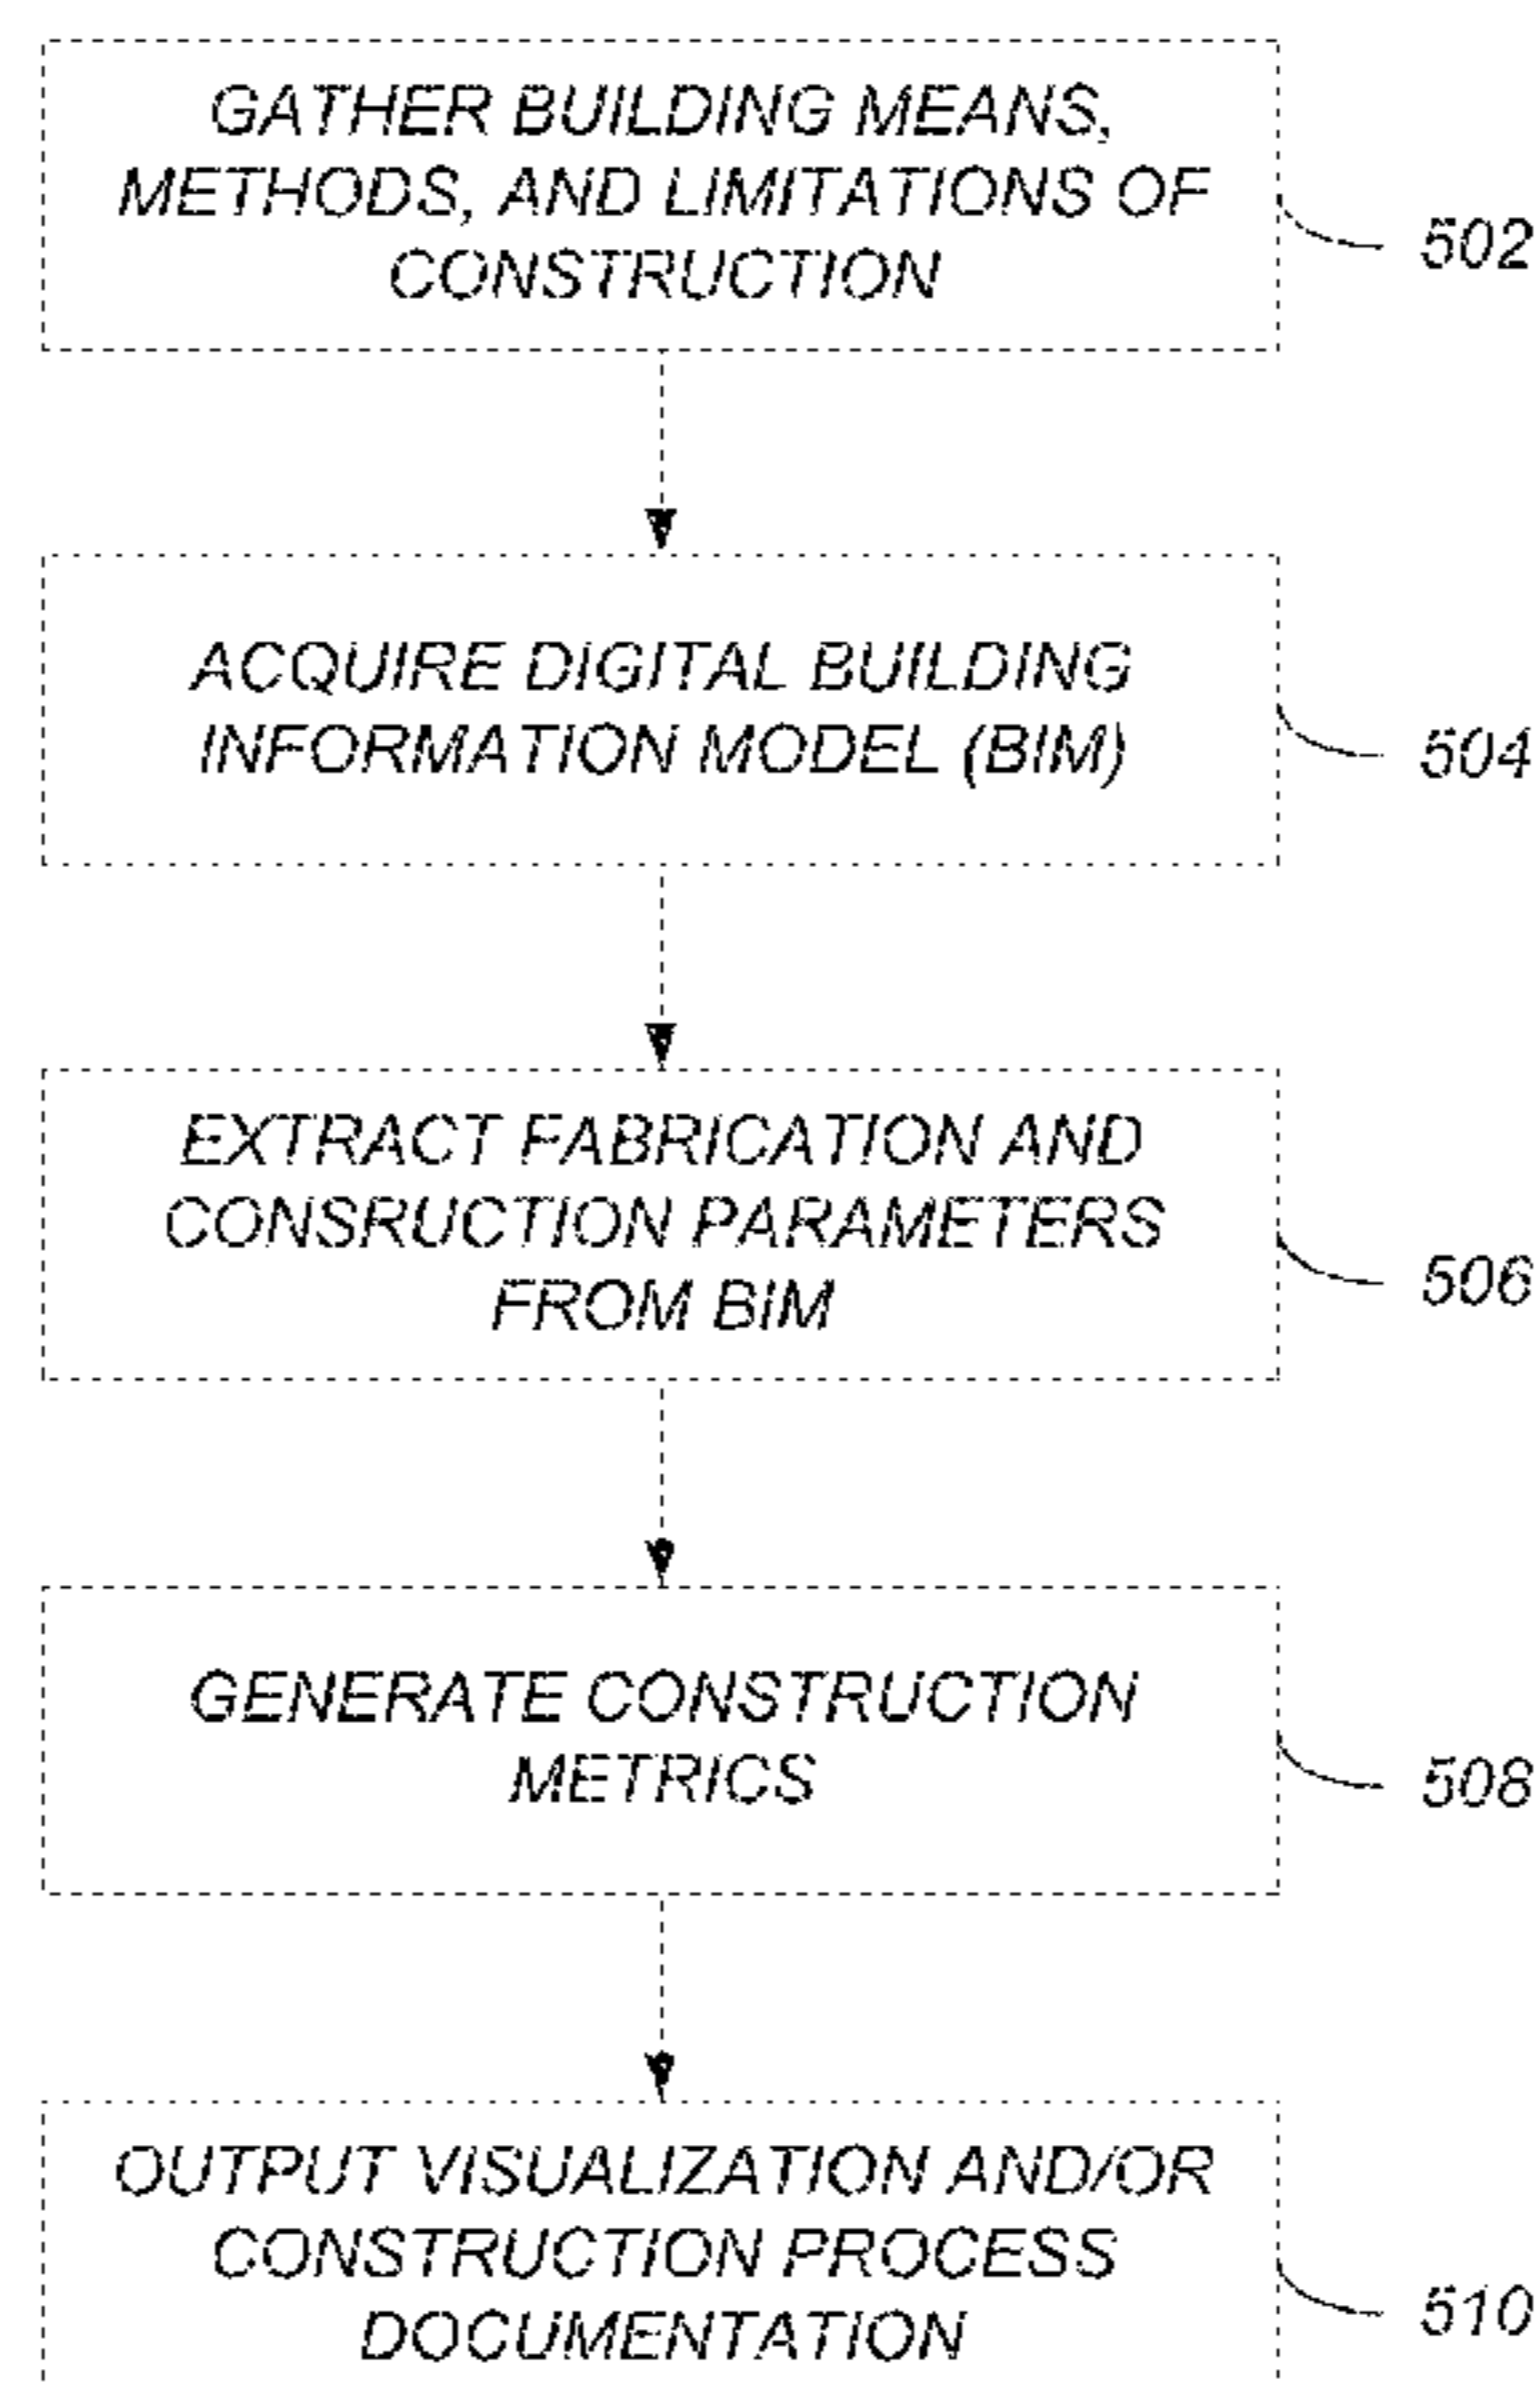 GATHER BUILDING MEANS,
METHODS, AND LIMITATIONS OF
CONSTRUCTION
502
ACQUIRE DIGITAL BUILDING
INFORMATION MODEL (BIM)
504
EXTRACT FABRICATION AND
CONSRUCTION PARAMETERS
FROM BIM
506
GENERATE CONSTRUCTION
METRICS
508
OUTPUT VISUALIZATION AND/OR
CONSTRUCTION PROCESS
DOCUMENTATION
510